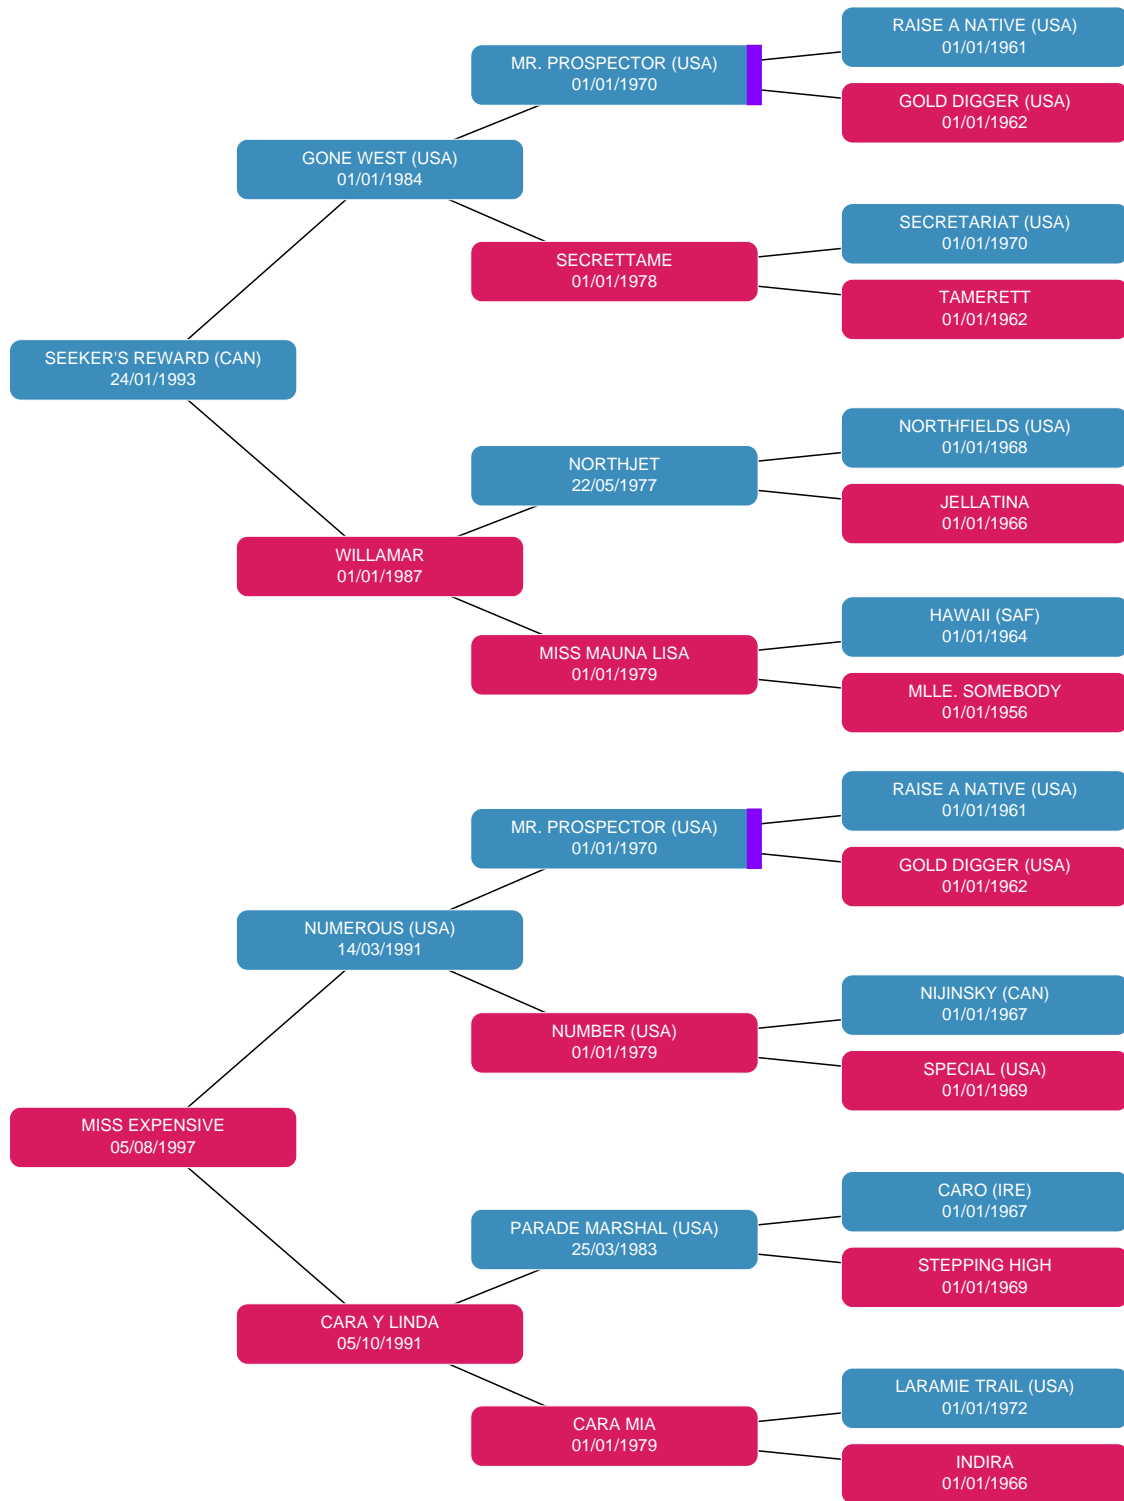 RAISE A NATIVE (USA)
01/01/1961
MR. PROSPECTOR (USA)
01/01/1970
GOLD DIGGER (USA)
01/01/1962
GONE WEST (USA)
01/01/1984
SECRETARIAT (USA)
01/01/1970
SECRETTAME
01/01/1978
TAMERETT
01/01/1962
SEEKER'S REWARD (CAN)
24/01/1993
NORTHFIELDS (USA)
01/01/1968
NORTHJET
22/05/1977
JELLATINA
01/01/1966
WILLAMAR
01/01/1987
HAWAII (SAF)
01/01/1964
MISS MAUNA LISA
01/01/1979
MLLE. SOMEBODY
01/01/1956
RAISE A NATIVE (USA)
01/01/1961
MR. PROSPECTOR (USA)
01/01/1970
GOLD DIGGER (USA)
01/01/1962
NUMEROUS (USA)
14/03/1991
NIJINSKY (CAN)
01/01/1967
NUMBER (USA)
01/01/1979
SPECIAL (USA)
01/01/1969
MISS EXPENSIVE
05/08/1997
CARO (IRE)
01/01/1967
PARADE MARSHAL (USA)
25/03/1983
STEPPING HIGH
01/01/1969
CARA Y LINDA
05/10/1991
LARAMIE TRAIL (USA)
01/01/1972
CARA MIA
01/01/1979
INDIRA
01/01/1966